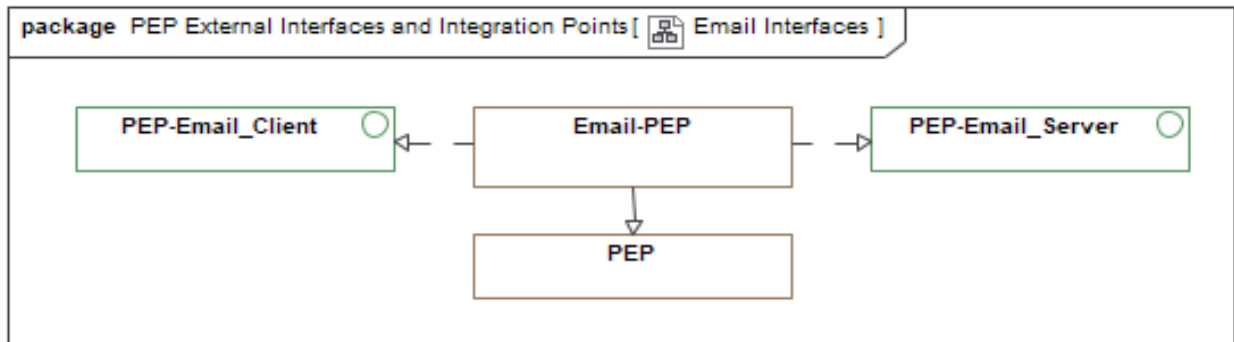 package PEP External Interfaces and Integration Points[ Email Interfaces ]
PEP-Email_Client
Email-PEP
PEP-Email_Server
PEP